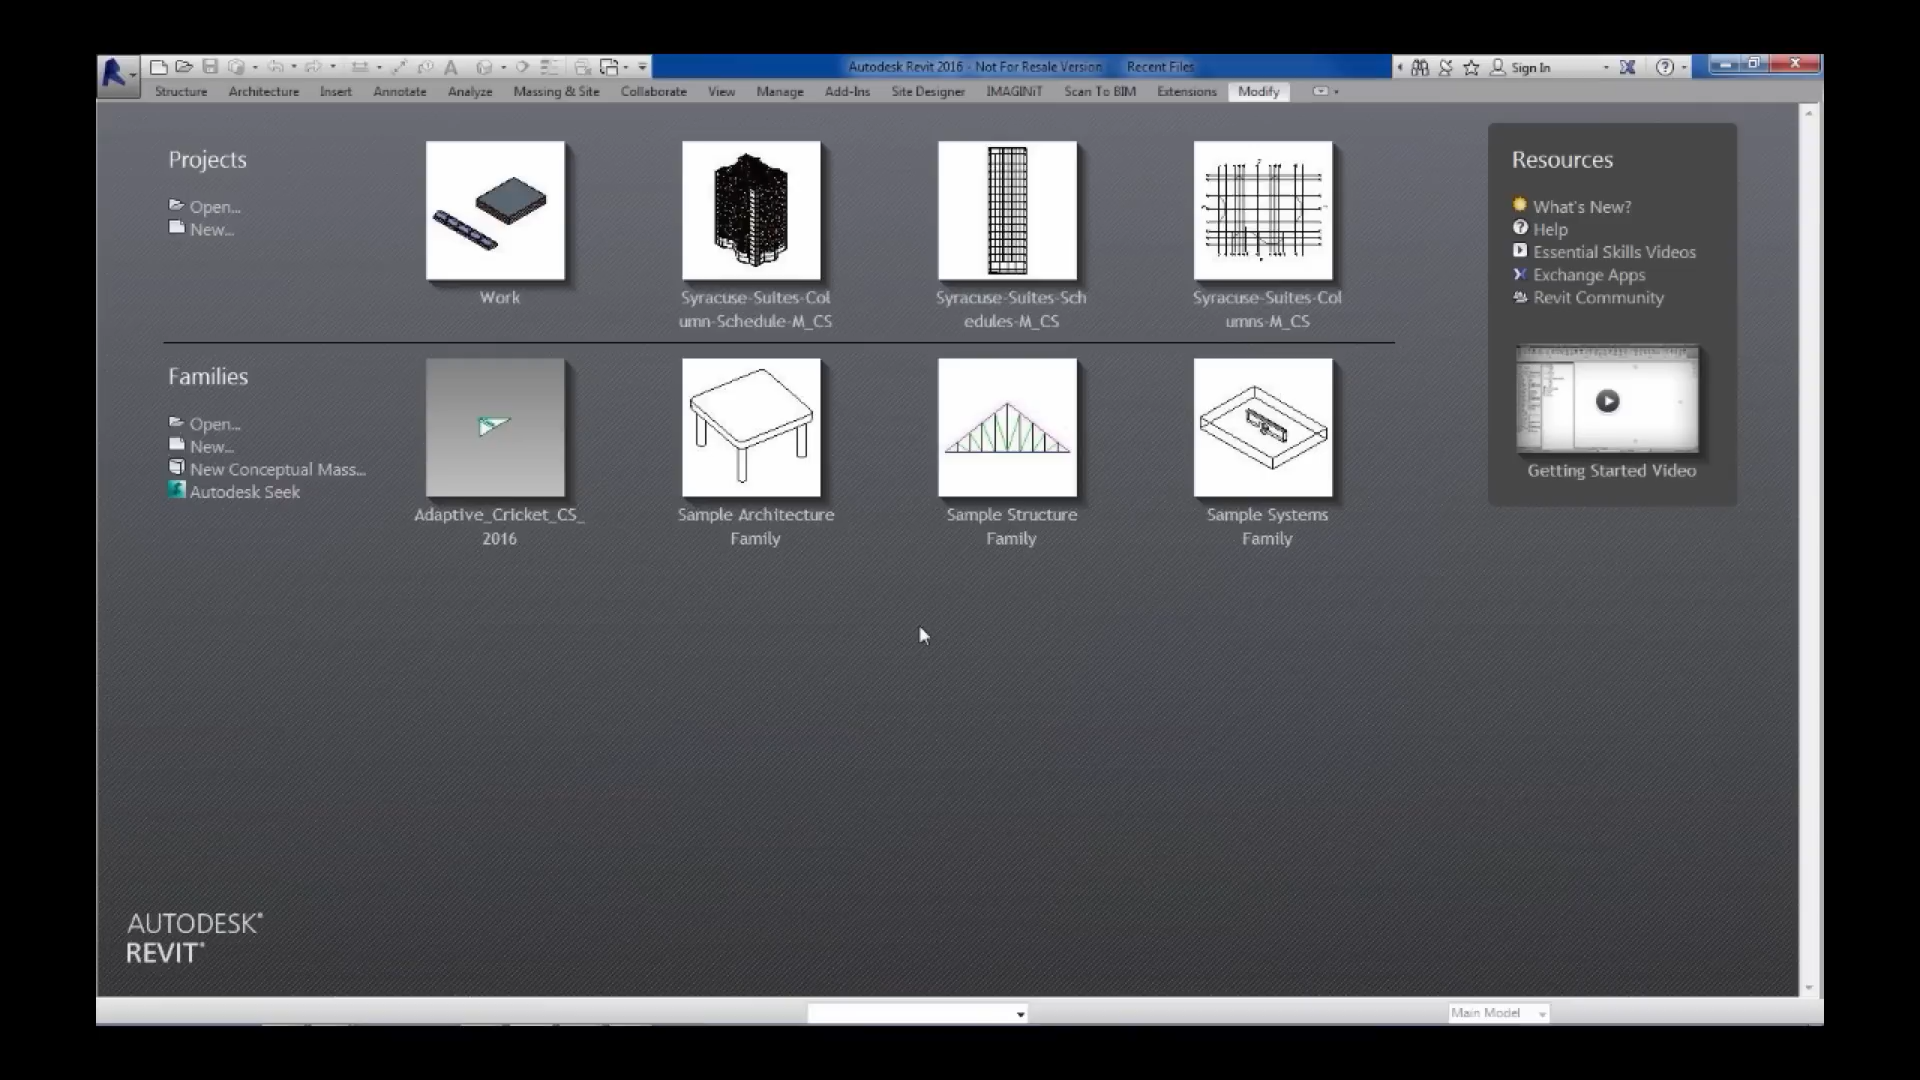 Autodesk Revit 2016 - Not For Resale Version Recent Files
Sign In
Structure Architecture Insert Annotate Analyze Massing & Site Collaborate View Manage Add-Ins Site Designer IMAGINiT Scan To BIM Extensions Modify
Projects
Open...
New...
Work
Syracuse-Suites-Col
umn-Schedule-M_CS
Syracuse-Suites-Sch
edules-M_CS
Syracuse-Suites-Col
umns-M_CS
Families
Open...
New...
New Conceptual Mass...
Autodesk Seek
Adaptive_Cricket_CS_
2016
Sample Architecture
Family
Sample Structure
Family
Sample Systems
Family
Resources
What's New?
Help
Essential Skills Videos
Exchange Apps
Revit Community
Getting Started Video
AUTODESK®
REVIT®
Main Model